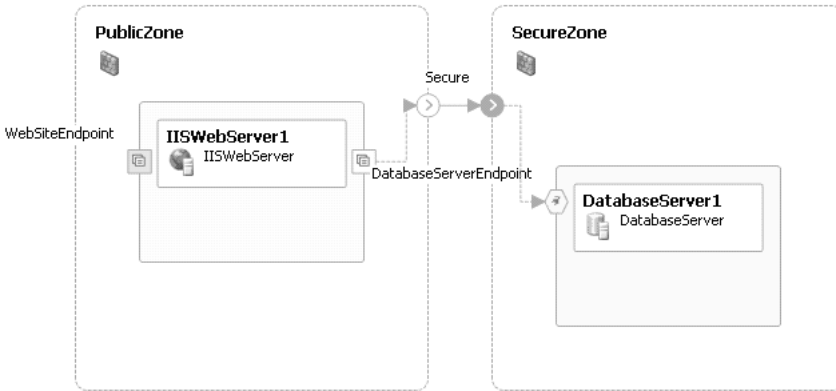 PublicZone
SecureZone
Secure
WebSiteEndpoint
IISWebServer1
IISWebServer
DatabaseServerEndpoint
DatabaseServer1
DatabaseServer